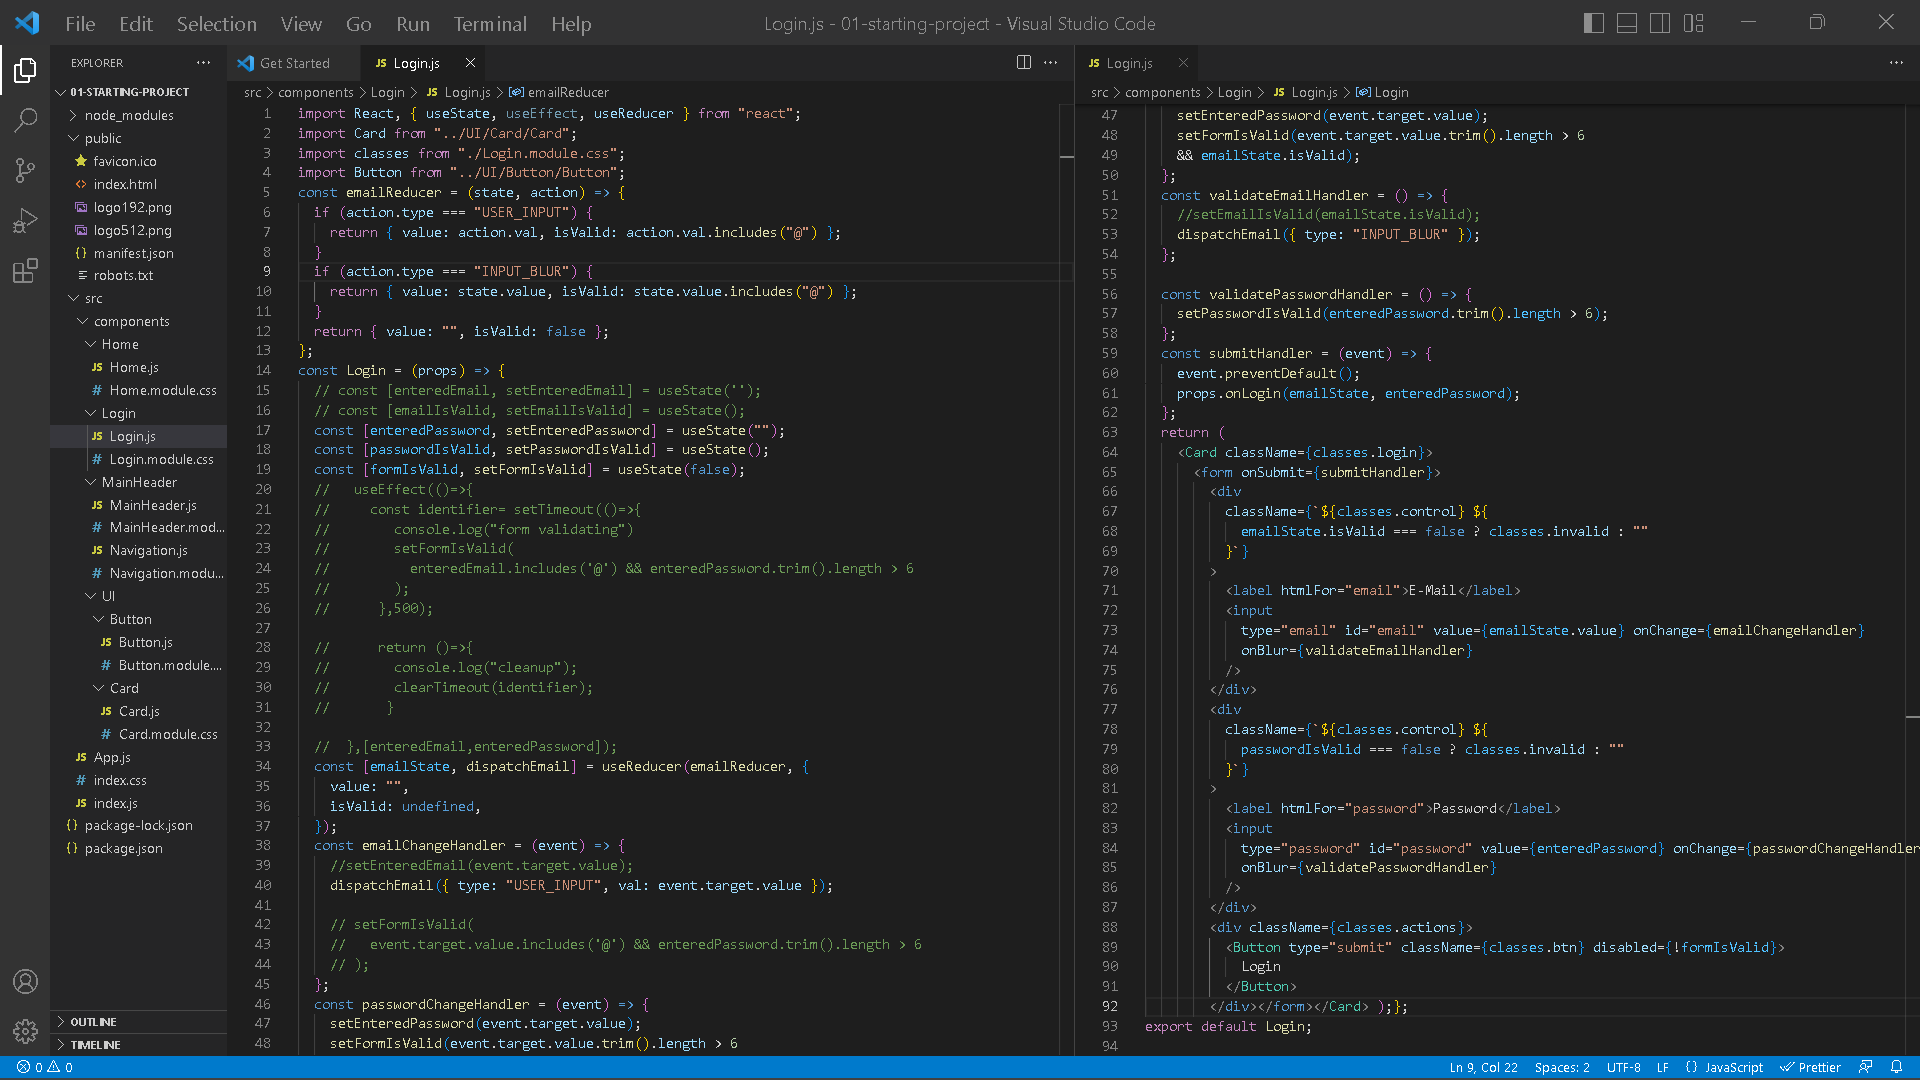 File Edit Selection View Go Run Terminal Help
Login.js - 01-starting-project - Visual Studio Code
EXPLORER
01-STARTING-PROJECT
node_modules
public
favicon.ico
<> index.html
logo192.png
logo512.png
{} manifest.json
robots.txt
src
components
Home
JS Home.js
# Home.module.css
Login
JS Login.js
# Login.module.css
MainHeader
JS MainHeader.js
# MainHeader.mod...
JS Navigation.js
# Navigation.modu...
UI
Button
JS Button.js
# Button.module....
Card
JS Card.js
# Card.module.css
JS App.js
# index.css
JS index.js
{} package-lock.json
{} package.json
OUTLINE
TIMELINE
Get Started
JS Login.js
src > components > Login > JS Login.js > emailReducer
1 import React, { useState, useEffect, useReducer } from "react";
2 import Card from "../UI/Card/Card";
3 import classes from "./Login.module.css";
4 import Button from "../UI/Button/Button";
5 const emailReducer = (state, action) => {
6 if (action.type === "USER_INPUT") {
7 return { value: action.val, isValid: action.val.includes("@") };
8 }
9 if (action.type === "INPUT_BLUR") {
10 return { value: state.value, isValid: state.value.includes("@") };
11 }
12 return { value: "", isValid: false };
13 };
14 const Login = (props) => {
15 // const [enteredEmail, setEnteredEmail] = useState('');
16 // const [emailIsValid, setEmailIsValid] = useState();
17 const [enteredPassword, setEnteredPassword] = useState("");
18 const [passwordIsValid, setPasswordIsValid] = useState();
19 const [formIsValid, setFormIsValid] = useState(false);
20 // useEffect(()=>{
21 // const identifier= setTimeout(()=>{
22 // console.log("form validating")
23 // setFormIsValid(
24 // enteredEmail.includes('@') && enteredPassword.trim().length > 6
25 // );
26 // },500);
27
28 // return ()=>{
29 // console.log("cleanup");
30 // clearTimeout(identifier);
31 // }
32
33 // },[enteredEmail,enteredPassword]);
34 const [emailState, dispatchEmail] = useReducer(emailReducer, {
35 value: "",
36 isValid: undefined,
37 });
38 const emailChangeHandler = (event) => {
39 //setEnteredEmail(event.target.value);
40 dispatchEmail({ type: "USER_INPUT", val: event.target.value });
41
42 // setFormIsValid(
43 // event.target.value.includes('@') && enteredPassword.trim().length > 6
44 // );
45 };
46 const passwordChangeHandler = (event) => {
47 setEnteredPassword(event.target.value);
48 setFormIsValid(event.target.value.trim().length > 6
JS Login.js
src > components > Login > JS Login.js > Login
47 setEnteredPassword(event.target.value);
48 setFormIsValid(event.target.value.trim().length > 6
49 && emailState.isValid);
50 };
51 const validateEmailHandler = () => {
52 //setEmailIsValid(emailState.isValid);
53 dispatchEmail({ type: "INPUT_BLUR" });
54 };
55
56 const validatePasswordHandler = () => {
57 setPasswordIsValid(enteredPassword.trim().length > 6);
58 };
59 const submitHandler = (event) => {
60 event.preventDefault();
61 props.onLogin(emailState, enteredPassword);
62 };
63 return (
64 <Card className={classes.login}>
65 <form onSubmit={submitHandler}>
66 <div
67 className={`${classes.control} ${
68 emailState.isValid === false ? classes.invalid : ""
69 }`}
70 >
71 <label htmlFor="email">E-Mail</label>
72 <input
73 type="email" id="email" value={emailState.value} onChange={emailChangeHandler}
74 onBlur={validateEmailHandler}
75 />
76 </div>
77 <div
78 className={`${classes.control} ${
79 passwordIsValid === false ? classes.invalid : ""
80 }`}
81 >
82 <label htmlFor="password">Password</label>
83 <input
84 type="password" id="password" value={enteredPassword} onChange={passwordChangeHandler
85 onBlur={validatePasswordHandler}
86 />
87 </div>
88 <div className={classes.actions}>
89 <Button type="submit" className={classes.btn} disabled={!formIsValid}>
90 Login
91 </Button>
92 </div></form></Card> );};
93 export default Login;
94
0 0
Ln 9, Col 22 Spaces: 2 UTF-8 LF {} JavaScript Prettier